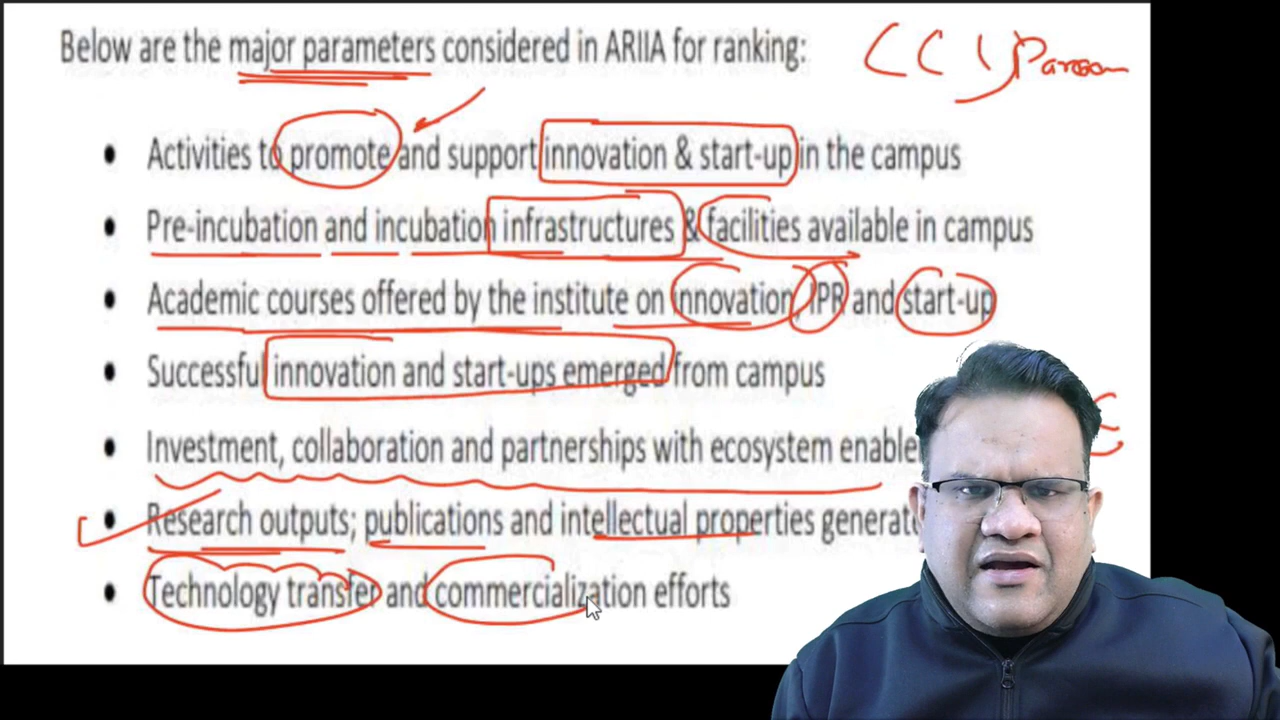 Below are the major parameters considered in ARIIA for ranking:
• Activities to promote and support innovation & start-up in the campus
• Pre-incubation and incubation infrastructures & facilities available in campus
• Academic courses offered by the institute on innovation, IPR and start-up
• Successful innovation and start-ups emerged from campus
• Investment, collaboration and partnerships with ecosystem
• Research outputs; publications and intellectual properties
• Technology transfer and commercialization efforts